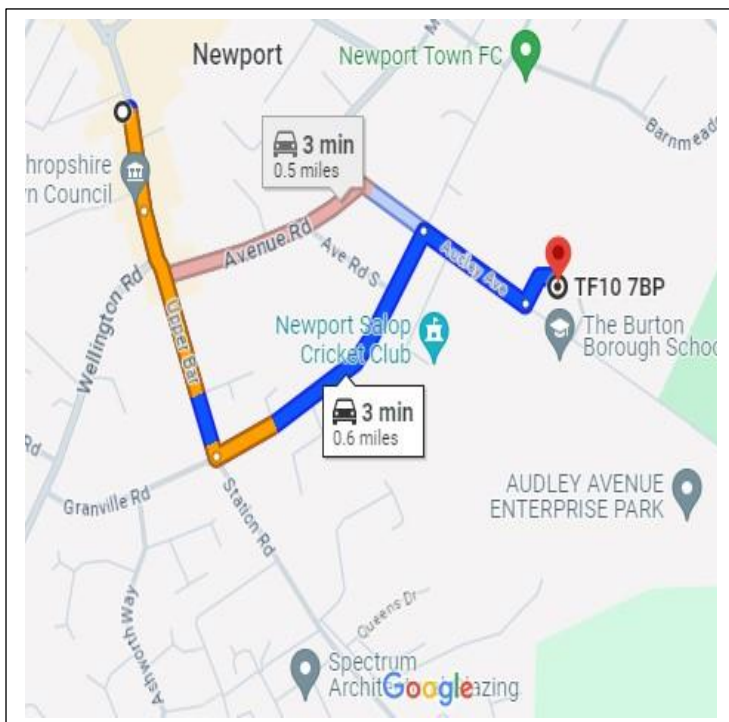 Newport
Newport Town FC
Barnmead
hropshire
n Council
3 min
0.5 miles
Avenue Rd
Ave Rd S
Audley Ave
TF10 7BP
Wellington Rd
Upper Bar
Newport Salop
Cricket Club
The Burton
Borough Schoo
3 min
0.6 miles
Rd
Granville Rd
Station Rd
AUDLEY AVENUE
ENTERPRISE PARK
Ashworth Way
Queens Dr
Spectrum
Archit
Google
azing